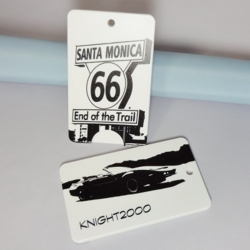 SANTA MONICA
66
End of the Trail
KNIGHT2000